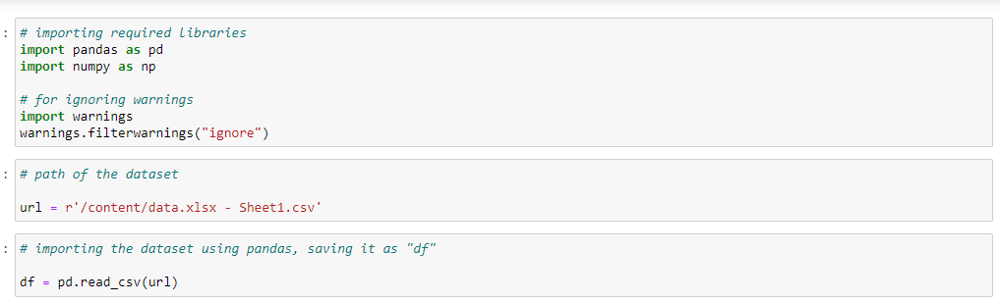 : # importing required libraries
import pandas as pd
import numpy as np
# for ignoring warnings
import warnings
warnings.filterwarnings("ignore")
: # path of the dataset
url = r'/content/data.xlsx - Sheet1.csv'
: # importing the dataset using pandas, saving it as "df"
df = pd.read_csv(url)